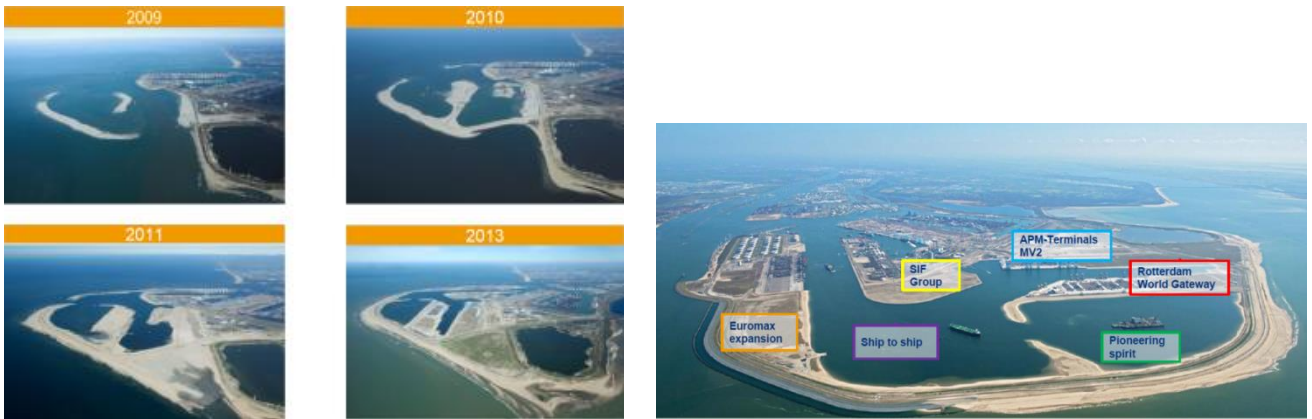 2009
2010
2011
2013
APM-Terminals
MV2
SIF
Group
Rotterdam
World Gateway
Euromax
expansion
Ship to ship
Pioneering
spirit